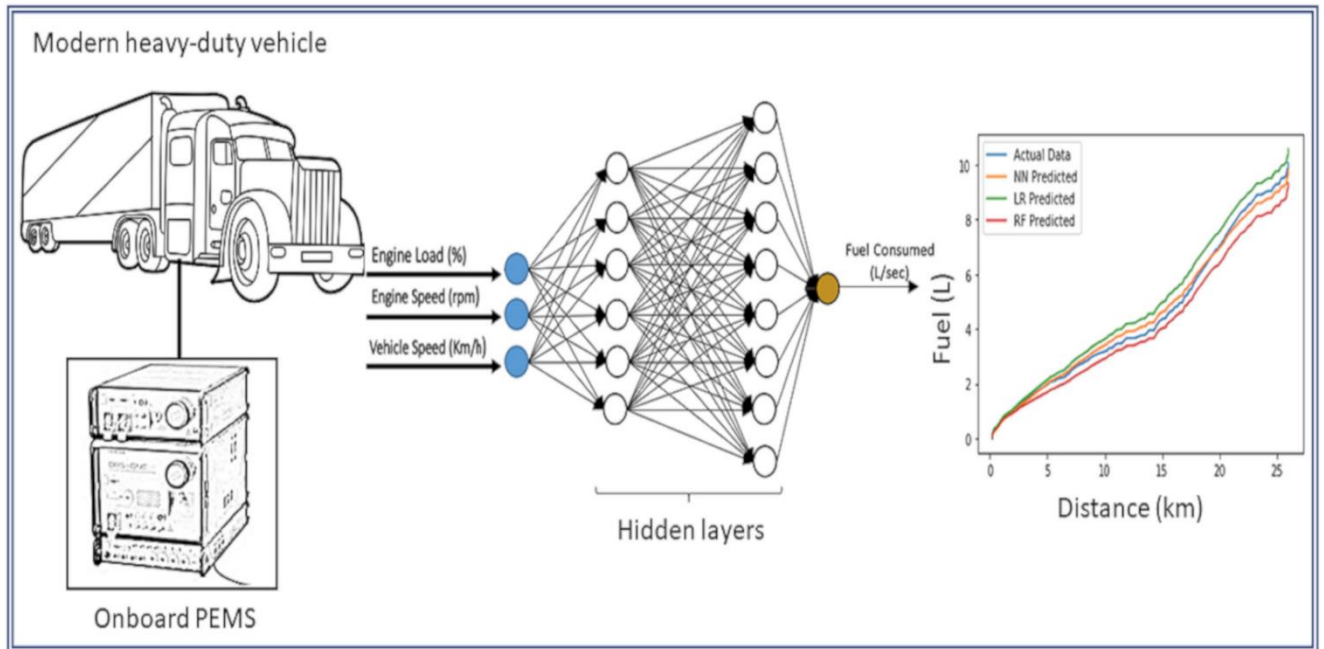 Modern heavy-duty vehicle
Engine Load (%)
Engine Speed (rpm)
Vehicle Speed (Km/h)
Onboard PEMS
Hidden layers
Fuel Consumed
(L/sec)
Actual Data
NN Predicted
LR Predicted
RF Predicted
Fuel (L)
10
8
6
4
2
0
0 5 10 15 20 25
Distance (km)